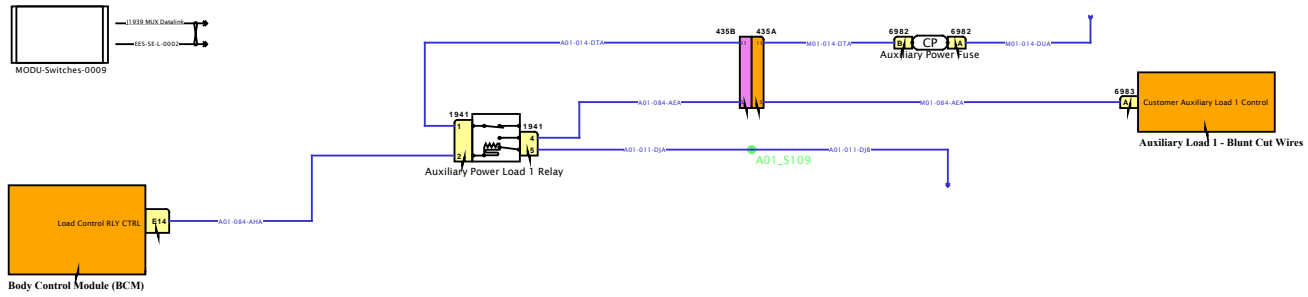 J1939 MUX Datalink
EES-SE-L-0002
MODU-Switches-0009
A01-014-DTA
435B 435A
11 11
M01-014-DTA
6982 6982
B CP A
Auxiliary Power Fuse
M01-014-DUA
A01-084-AEA
M01-084-AEA
6983
A
Customer Auxiliary Load 1 Control
Auxiliary Load 1 - Blunt Cut Wires
1941 1941
1 4
2 5
Auxiliary Power Load 1 Relay
A01-011-DJA
A01_S109
A01-011-DJB
Load Control RLY CTRL
E14
A01-084-AHA
Body Control Module (BCM)